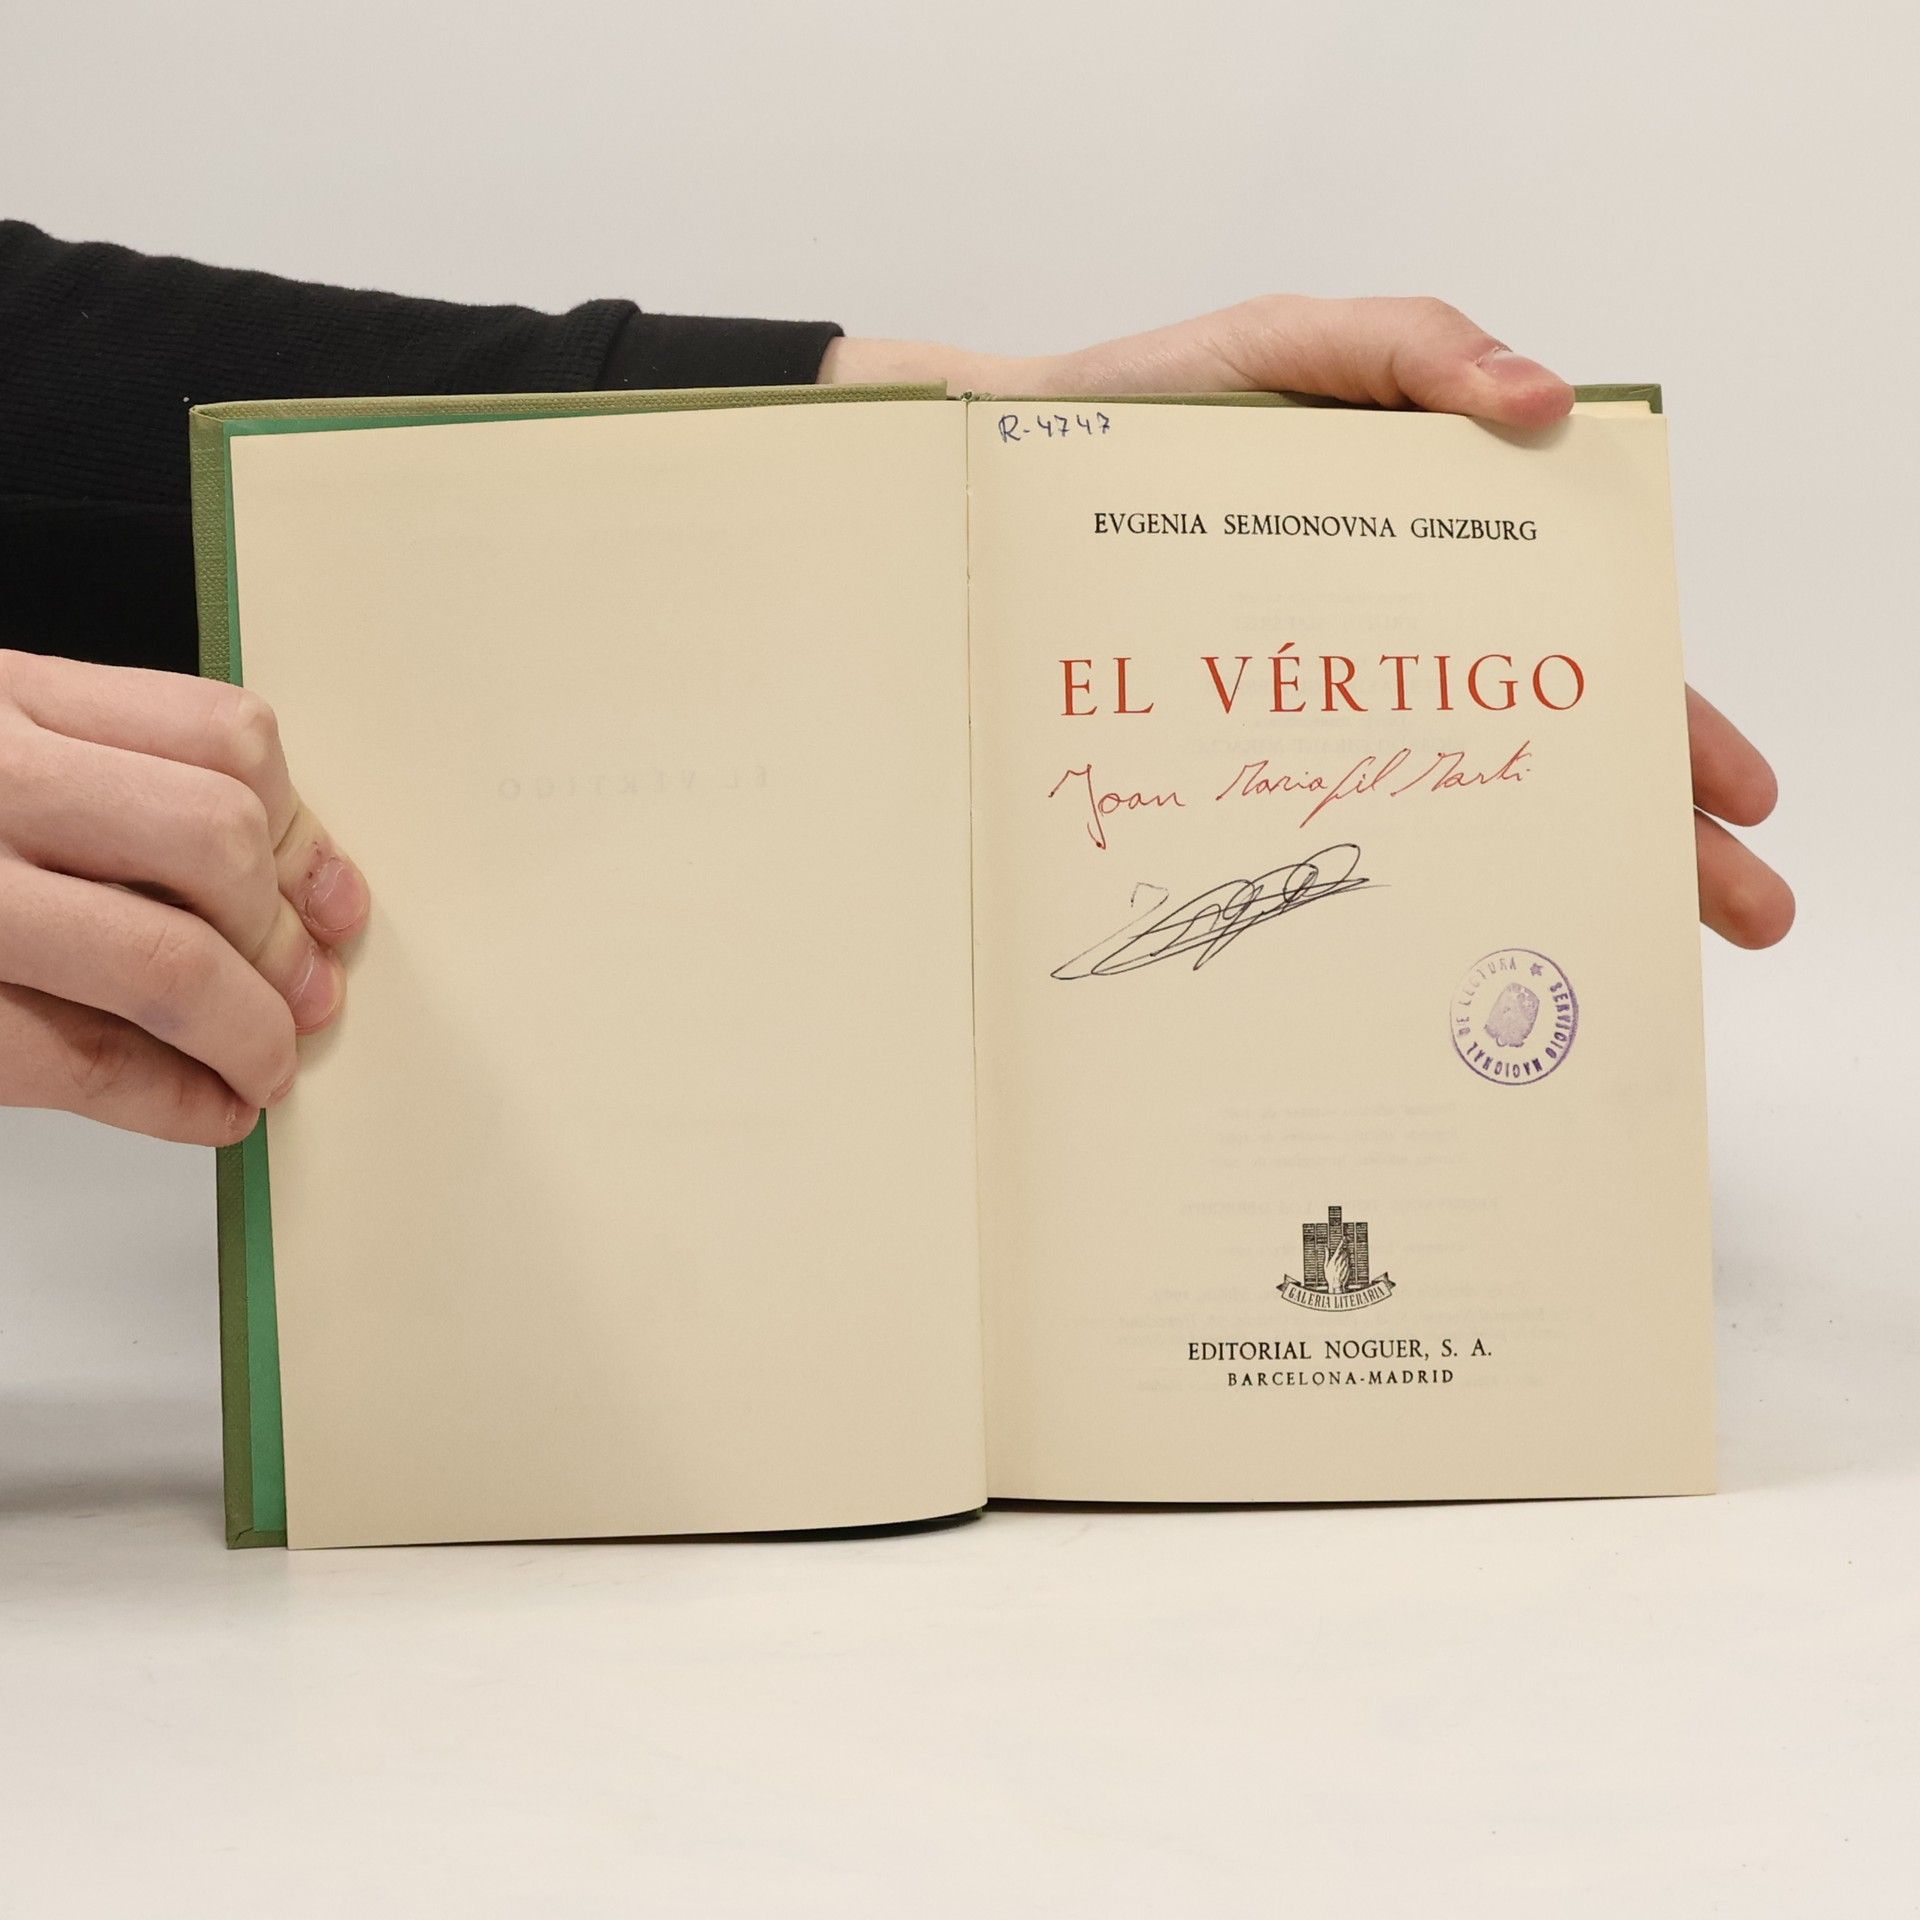 R-4747
EVGENIA SEMIONOVNA GINZBURG
EL VÉRTIGO
Joan Maria Gil Marti
SERVICIO NACIONAL DE LECTURA
GALERIA LITERARIA
EDITORIAL NOGUER, S. A.
BARCELONA-MADRID